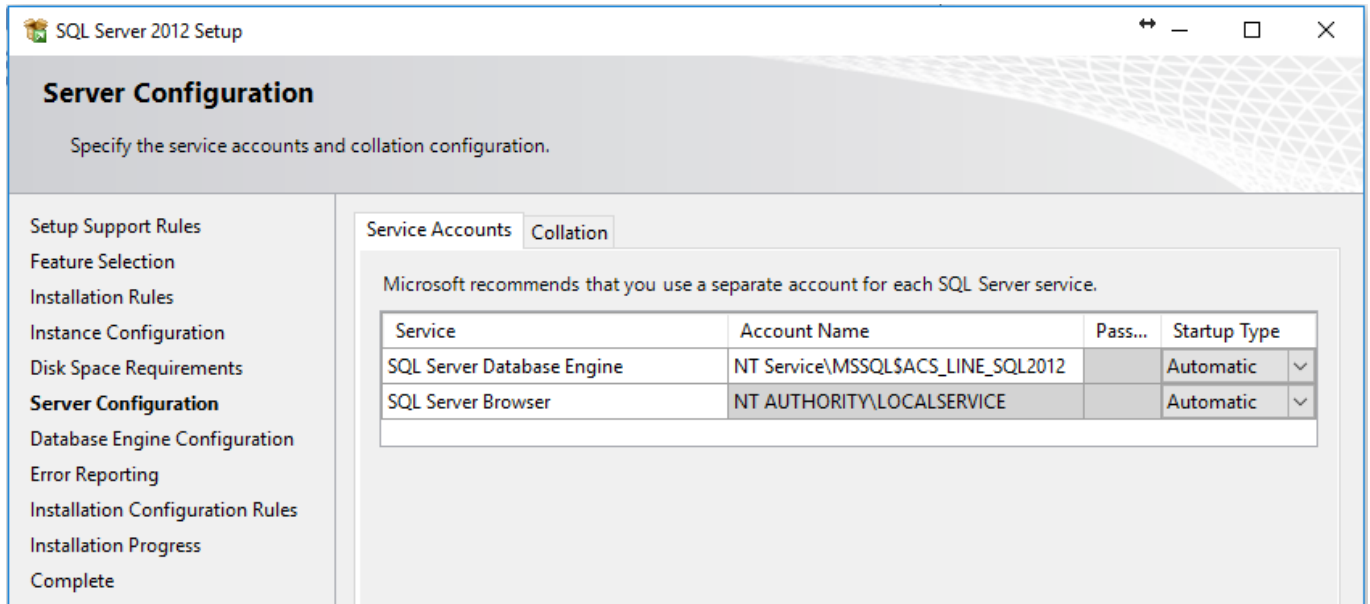 SQL Server 2012 Setup
Server Configuration
Specify the service accounts and collation configuration.
Setup Support Rules
Feature Selection
Installation Rules
Instance Configuration
Disk Space Requirements
Server Configuration
Database Engine Configuration
Error Reporting
Installation Configuration Rules
Installation Progress
Complete
Service Accounts Collation
Microsoft recommends that you use a separate account for each SQL Server service.
Service Account Name Pass... Startup Type
SQL Server Database Engine NT Service\MSSQL$ACS_LINE_SQL2012 Automatic
SQL Server Browser NT AUTHORITY\LOCALSERVICE Automatic